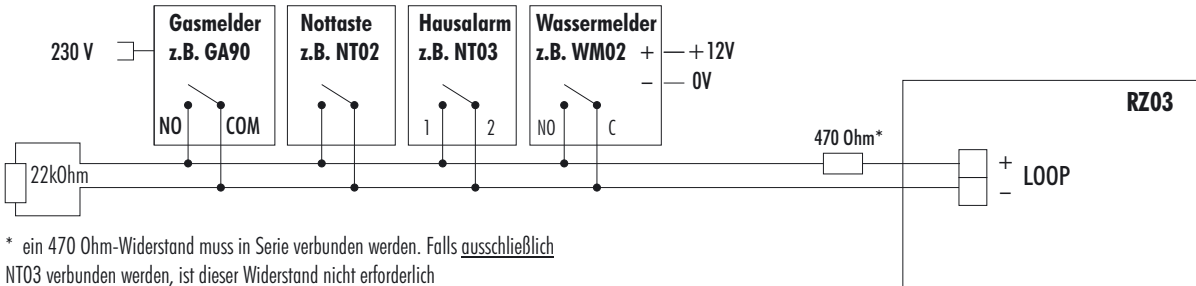 Gasmelder
z.B. GA90
Nottaste
z.B. NT02
Hausalarm
z.B. NT03
Wassermelder
z.B. WM02
230 V
+
+12V
–
0V
NO
COM
1
2
NO
C
RZ03
470 Ohm*
22kOhm
+
–
LOOP
* ein 470 Ohm-Widerstand muss in Serie verbunden werden. Falls ausschließlich
NT03 verbunden werden, ist dieser Widerstand nicht erforderlich